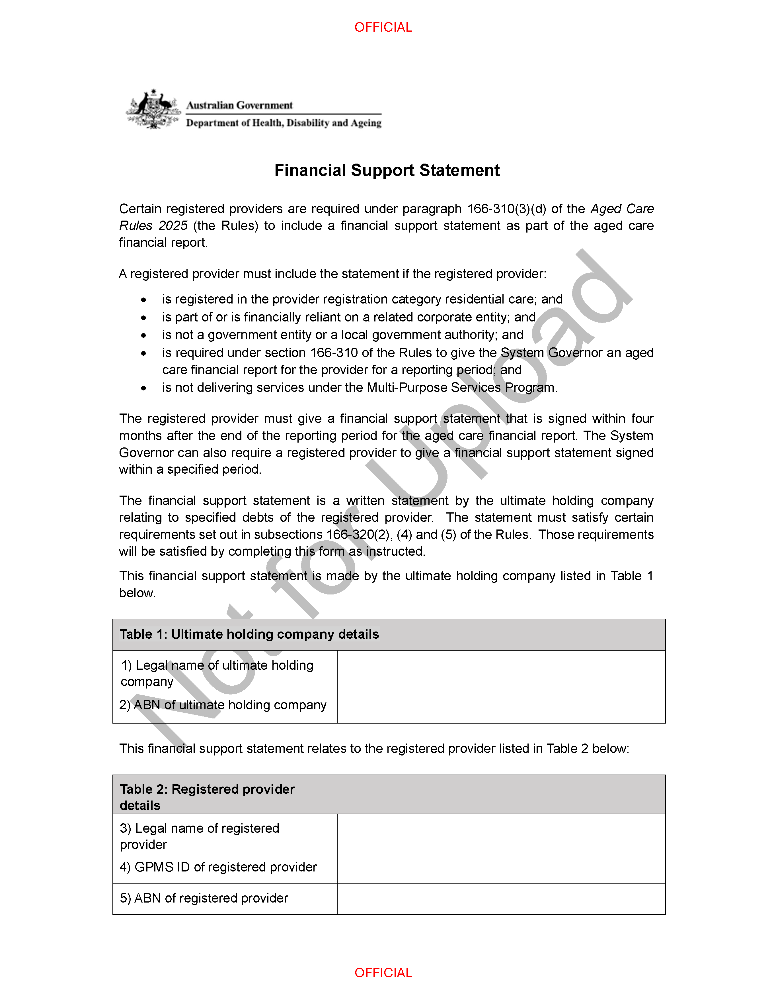 OFFICIAL
Australian Government
Department of Health, Disability and Ageing
Financial Support Statement
Certain registered providers are required under paragraph 166-310(3)(d) of the Aged Care
Rules 2025 (the Rules) to include a financial support statement as part of the aged care
financial report.
A registered provider must include the statement if the registered provider:
• is registered in the provider registration category residential care; and
• is part of or is financially reliant on a related corporate entity; and
• is not a government entity or a local government authority; and
• is required under section 166-310 of the Rules to give the System Governor an aged
care financial report for the provider for a reporting period; and
• is not delivering services under the Multi-Purpose Services Program.
The registered provider must give a financial support statement that is signed within four
months after the end of the reporting period for the aged care financial report. The System
Governor can also require a registered provider to give a financial support statement signed
within a specified period.
The financial support statement is a written statement by the ultimate holding company
relating to specified debts of the registered provider.  The statement must satisfy certain
requirements set out in subsections 166-320(2), (4) and (5) of the Rules.  Those requirements
will be satisfied by completing this form as instructed.
This financial support statement is made by the ultimate holding company listed in Table 1
below.
Table 1: Ultimate holding company details
1) Legal name of ultimate holding
company
2) ABN of ultimate holding company
This financial support statement relates to the registered provider listed in Table 2 below:
Table 2: Registered provider
details
3) Legal name of registered
provider
4) GPMS ID of registered provider
5) ABN of registered provider
OFFICIAL
Not for Upload